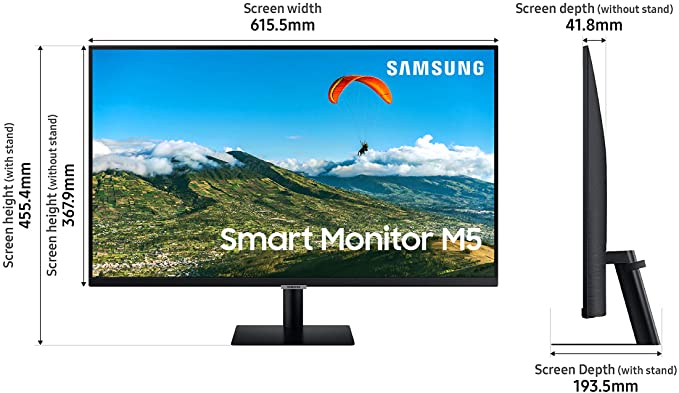 Screen width
615.5mm
Screen depth (without stand)
41.8mm
Screen height (with stand)
455.4mm
Screen height (without stand)
367.9mm
SAMSUNG
Smart Monitor M5
SAMSUNG
Screen Depth (with stand)
193.5mm